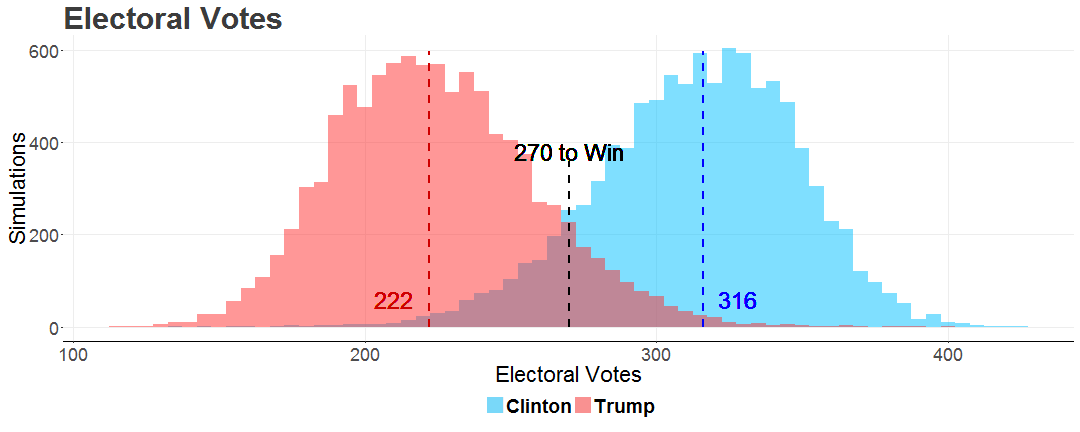 Electoral Votes
600
400
200
0
Simulations
270 to Win
222
316
100
200
300
400
Electoral Votes
Clinton
Trump